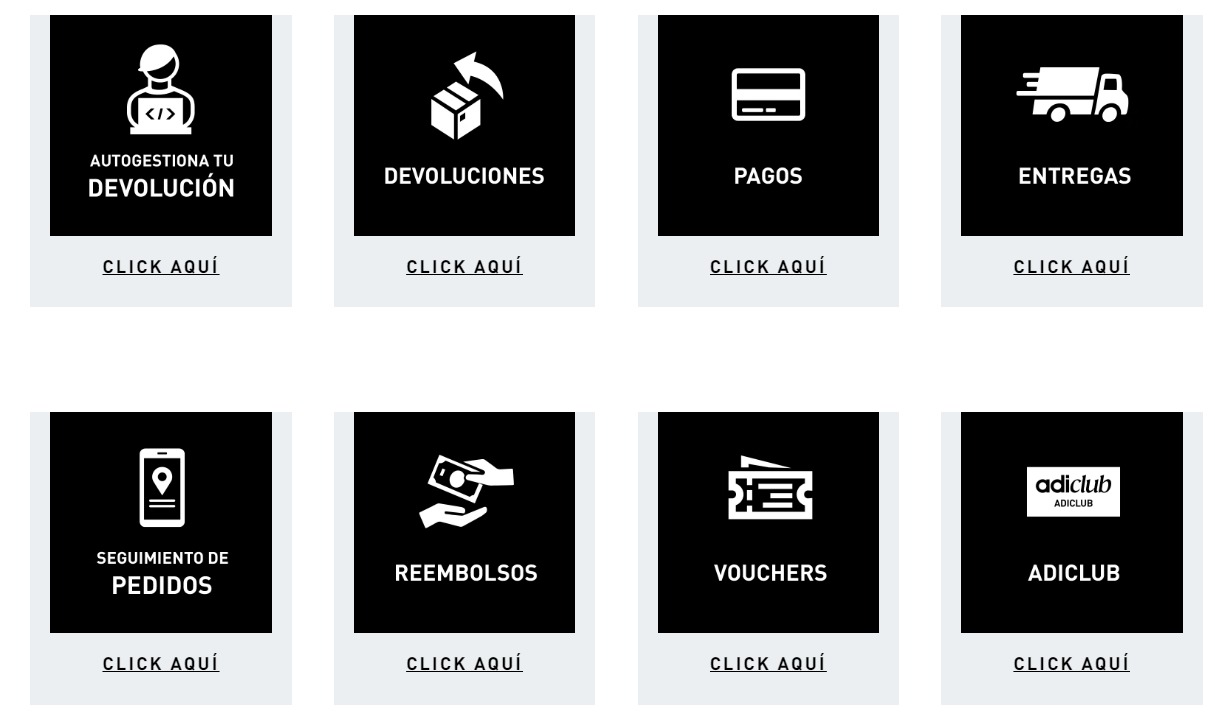 </>
AUTOGESTIONA TU
DEVOLUCIÓN
CLICK AQUÍ
DEVOLUCIONES
CLICK AQUÍ
PAGOS
CLICK AQUÍ
ENTREGAS
CLICK AQUÍ
SEGUIMIENTO DE
PEDIDOS
CLICK AQUÍ
REEMBOLSOS
CLICK AQUÍ
VOUCHERS
CLICK AQUÍ
adiclub
ADICLUB
ADICLUB
CLICK AQUÍ